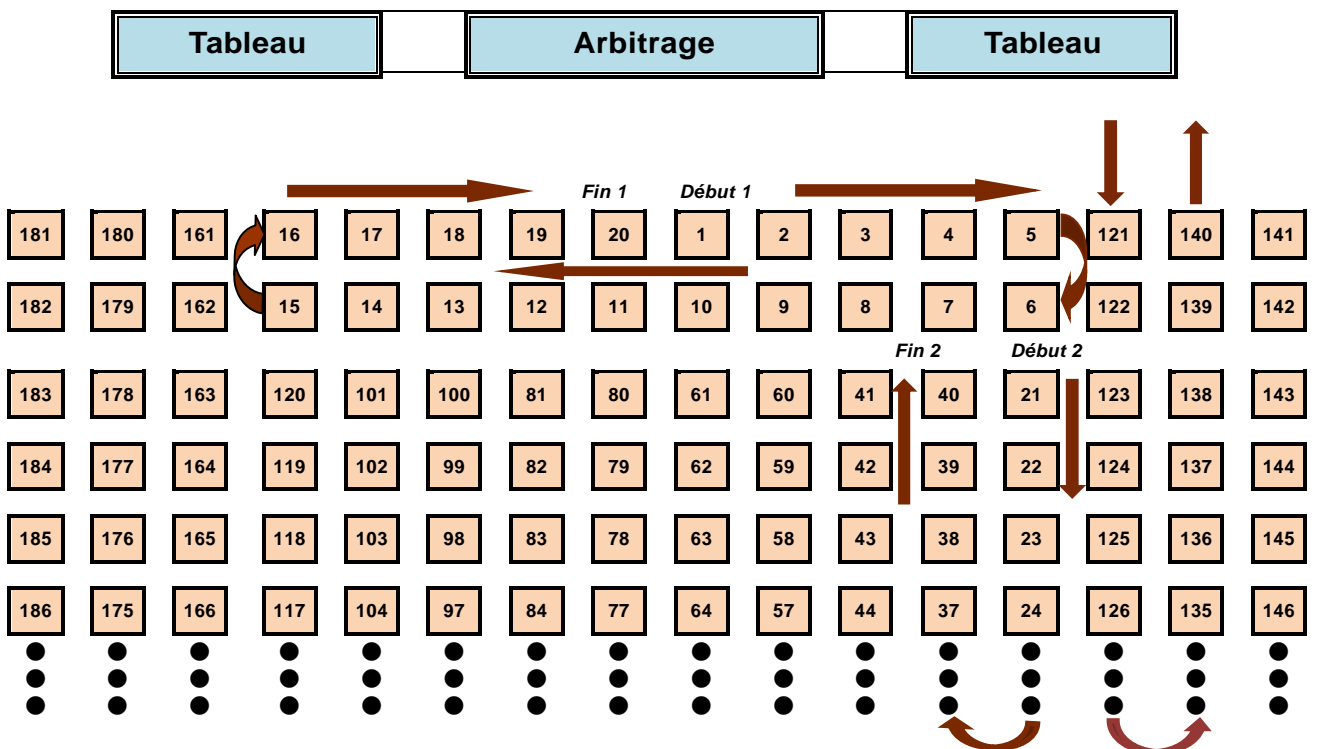 Tableau Arbitrage Tableau
Fin 1 Début 1
181 180 161 16 17 18 19 20 1 2 3 4 5 121 140 141
182 179 162 15 14 13 12 11 10 9 8 7 6 122 139 142
Fin 2 Début 2
183 178 163 120 101 100 81 80 61 60 41 40 21 123 138 143
184 177 164 119 102 99 82 79 62 59 42 39 22 124 137 144
185 176 165 118 103 98 83 78 63 58 43 38 23 125 136 145
186 175 166 117 104 97 84 77 64 57 44 37 24 126 135 146